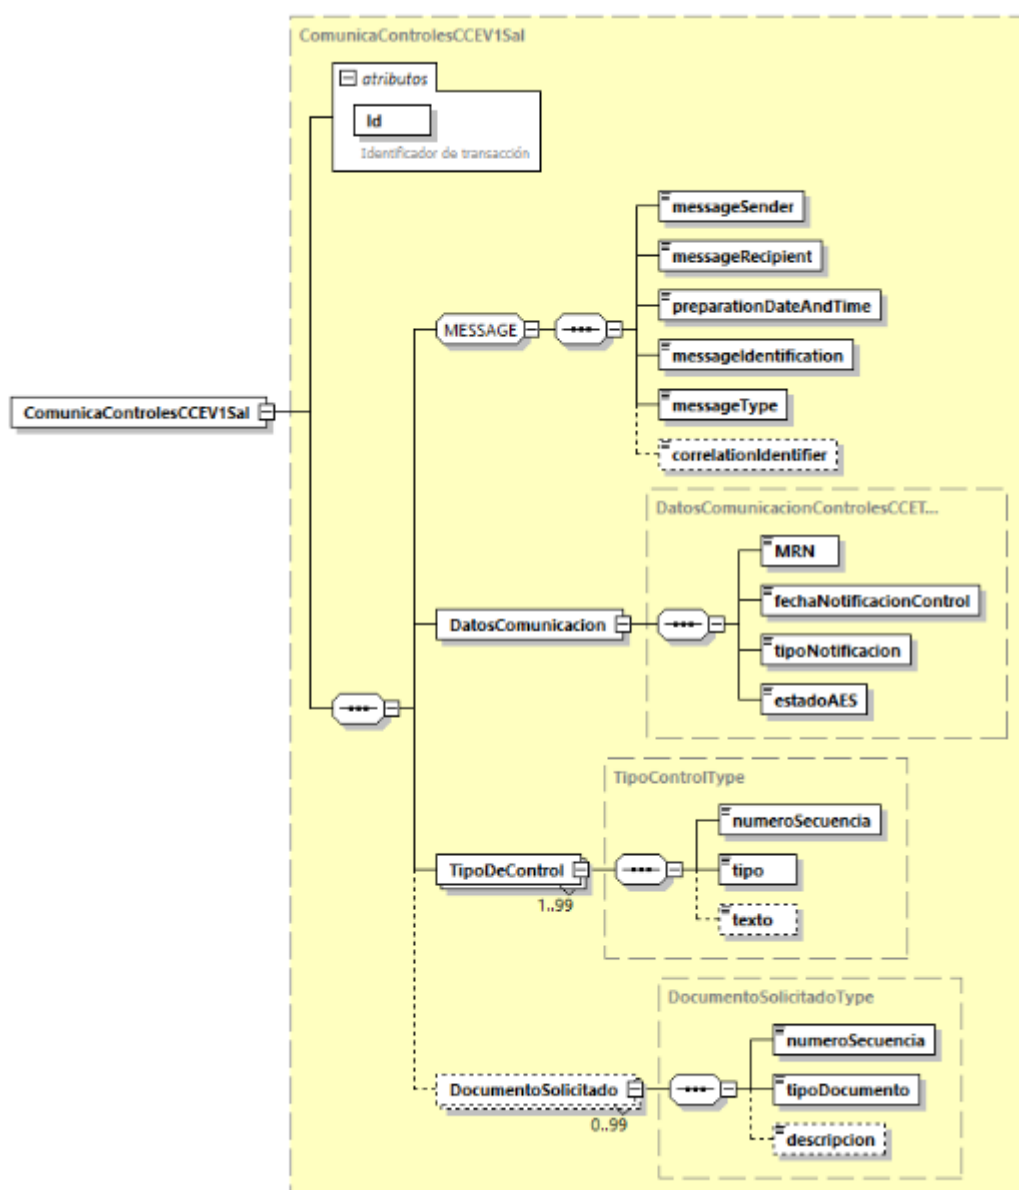 ComunicaControlesCCEV1Sal
atributos
Id
Identificador de transacción
messageSender
messageRecipient
preparationDateAndTime
MESSAGE
messageIdentification
messageType
ComunicaControlesCCEV1Sal
correlationIdentifier
DatosComunicacionControlesCCET...
MRN
fechaNotificacionControl
DatosComunicacion
tipoNotificacion
estadoAES
TipoControlType
numeroSecuencia
TipoDeControl
tipo
1..99
texto
DocumentoSolicitadoType
numeroSecuencia
DocumentoSolicitado
tipoDocumento
0..99
descripcion